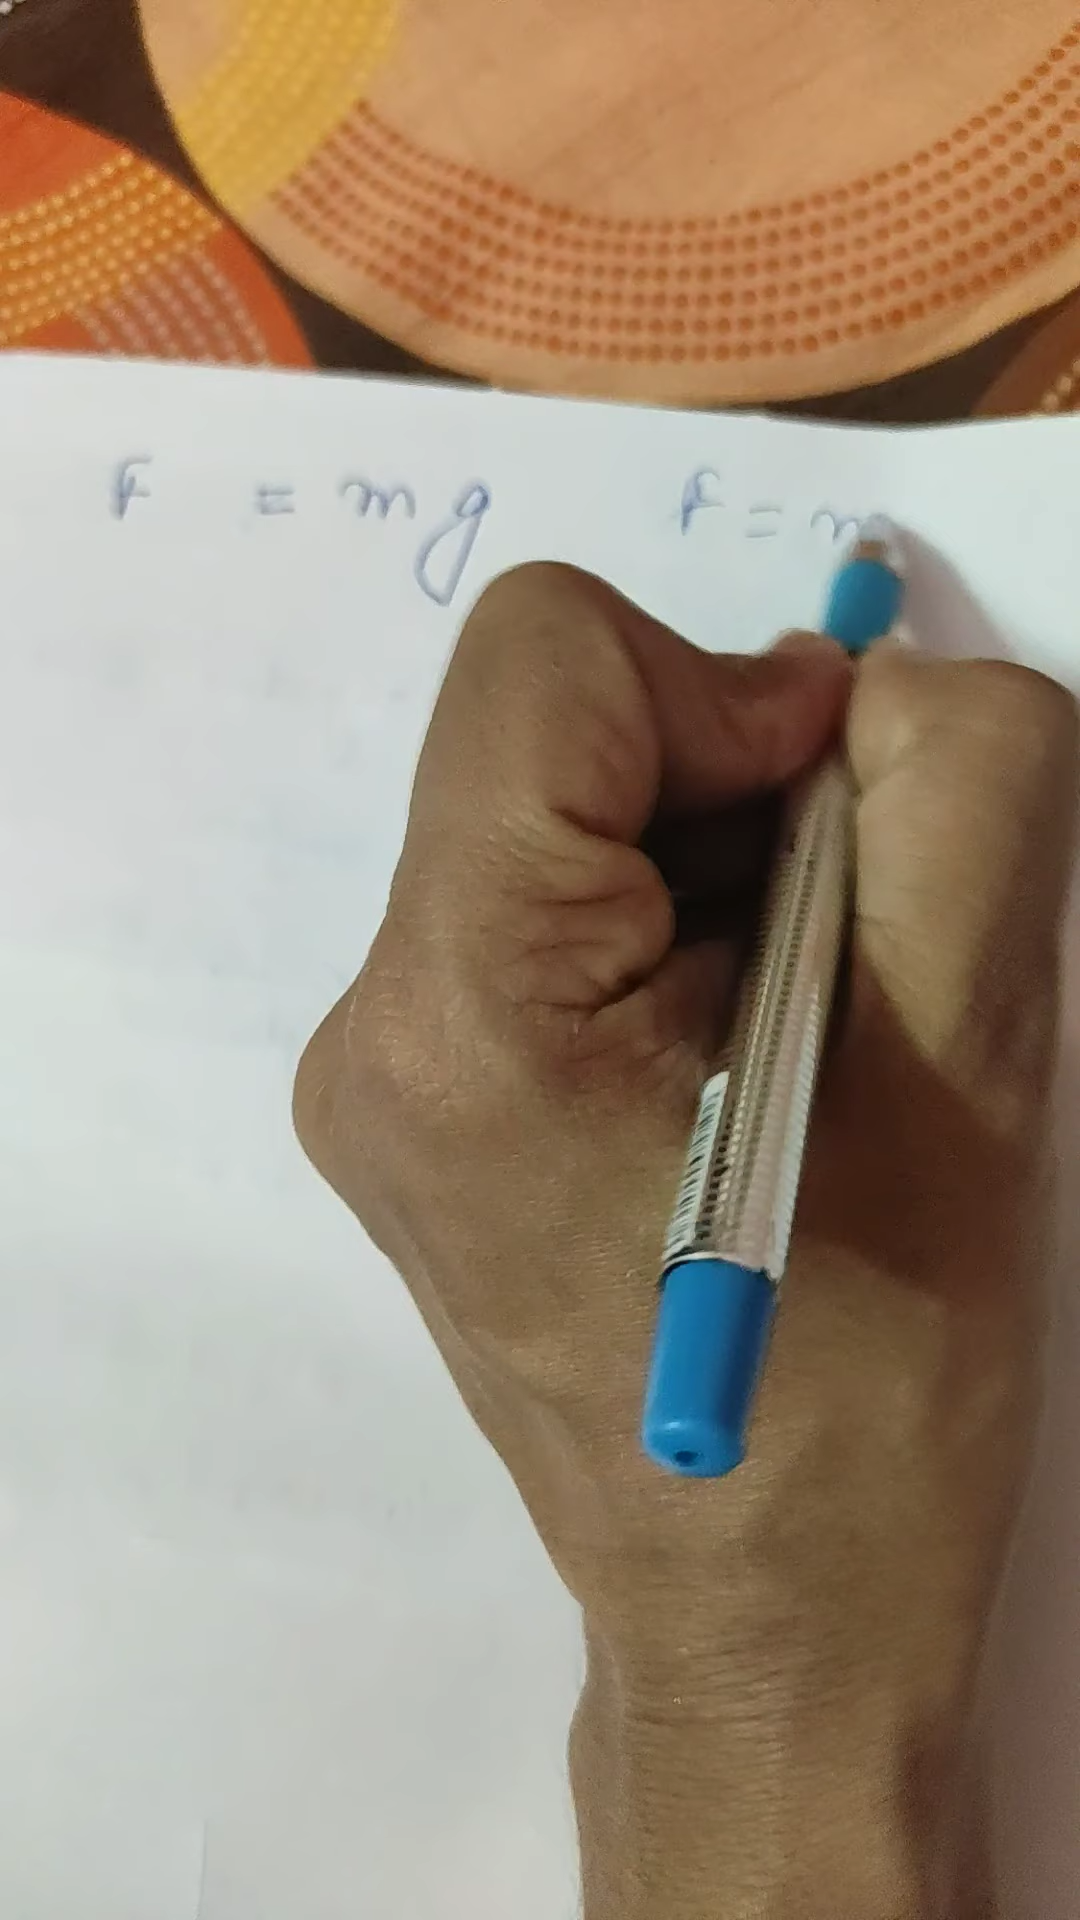 F = mg F = m